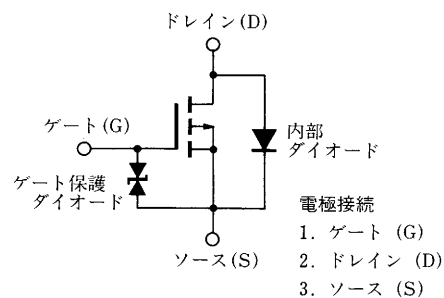 ドレイン(D)
ゲート(G)
内部
ダイオード
ゲート保護
ダイオード
ソース(S)
電極接続
1. ゲート (G)
2. ドレイン (D)
3. ソース (S)